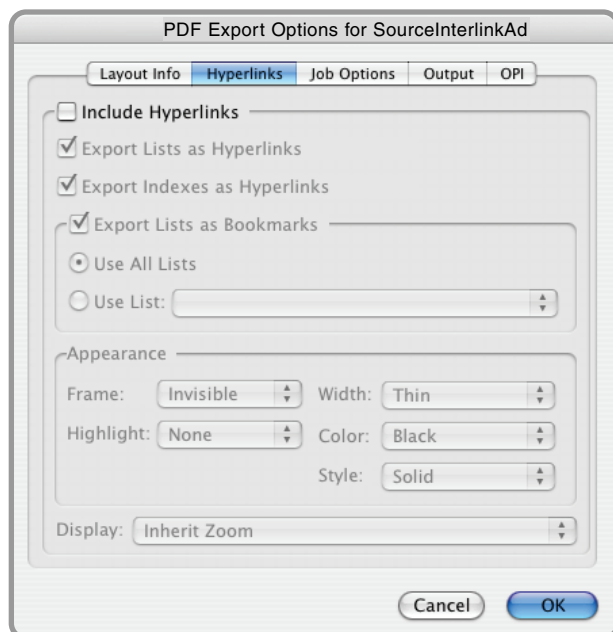 PDF Export Options for SourceInterlinkAd
Layout Info Hyperlinks Job Options Output OPI
Include Hyperlinks
Export Lists as Hyperlinks
Export Indexes as Hyperlinks
Export Lists as Bookmarks
Use All Lists
Use List:
Appearance
Frame: Invisible Width: Thin
Highlight: None Color: Black
Style: Solid
Display: Inherit Zoom
Cancel OK